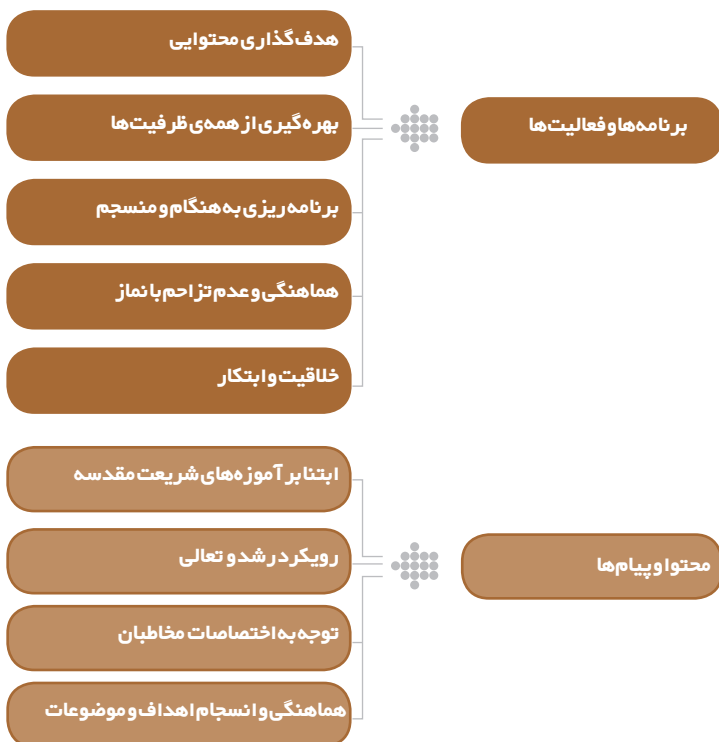 برنامه‌ها و فعالیت‌ها
هدف‌گذاری محتوایی
بهره‌گیری از همه‌ی ظرفیت‌ها
برنامه‌ریزی به‌هنگام و منسجم
هماهنگی و عدم تزاحم با نماز
خلاقیت و ابتکار
محتوا و پیام‌ها
ابتنا بر آموزه‌های شریعت مقدسه
رویکرد رشد و تعالی
توجه به اختصاصات مخاطبان
هماهنگی و انسجام اهداف و موضوعات